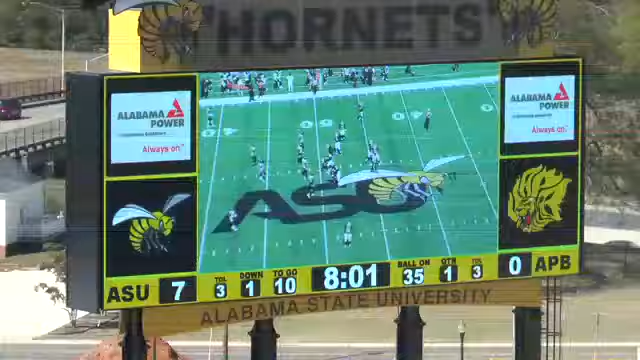 HORNETS
ALABAMA POWER
Always on.
ALABAMA POWER
Always on.
ASU
ASU 7 TOL 3 DOWN 1 TO GO 10 8:01 BALL ON 35 QTR 1 TOL 3 0 APB
ALABAMA STATE UNIVERSITY